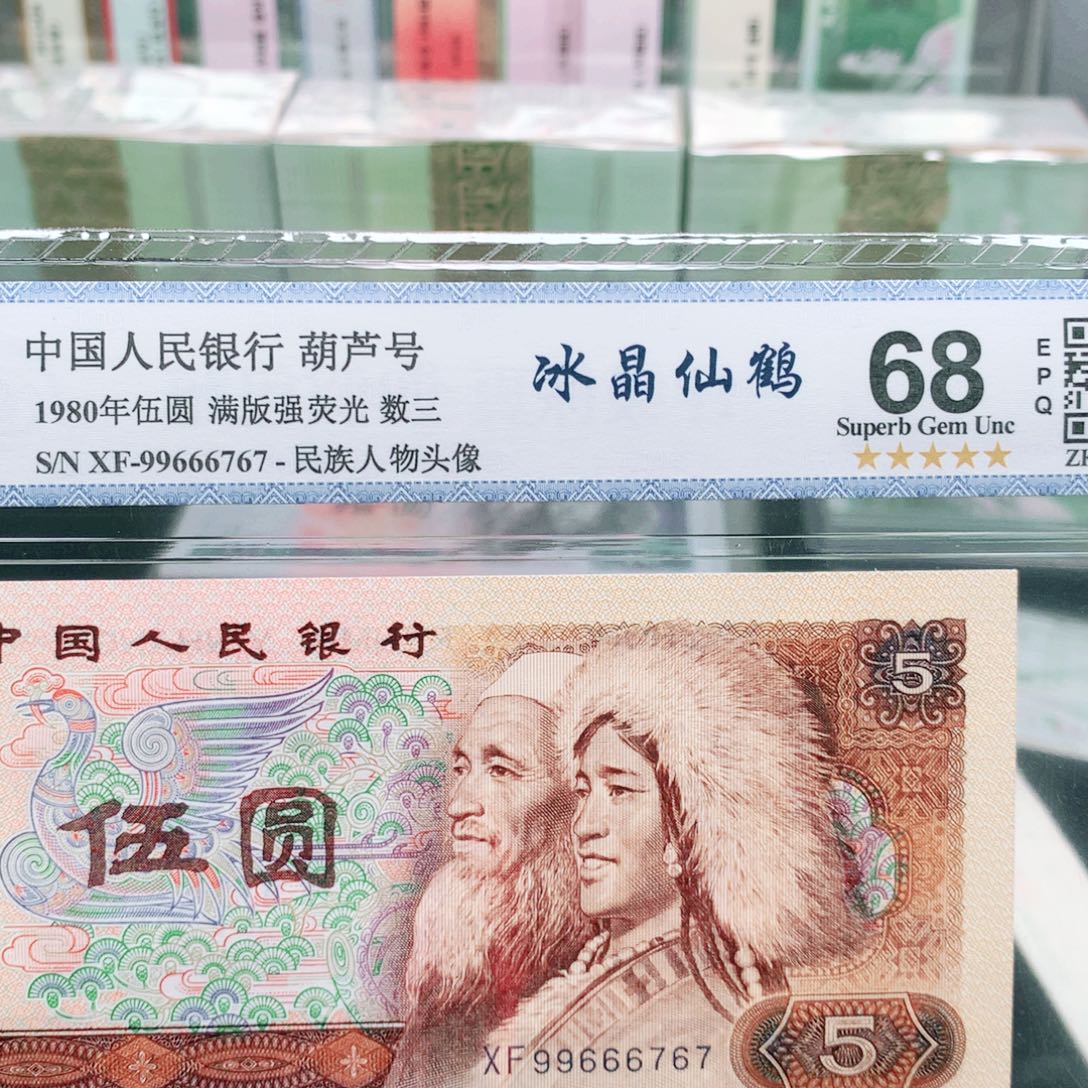 中国人民银行 葫芦号
1980年伍圆 满版强荧光 数三
S/N XF-99666767 - 民族人物头像
冰晶仙鹤
68
Superb Gem Unc
E
P
Q
中国人民银行
5
伍圆
5
XF99666767